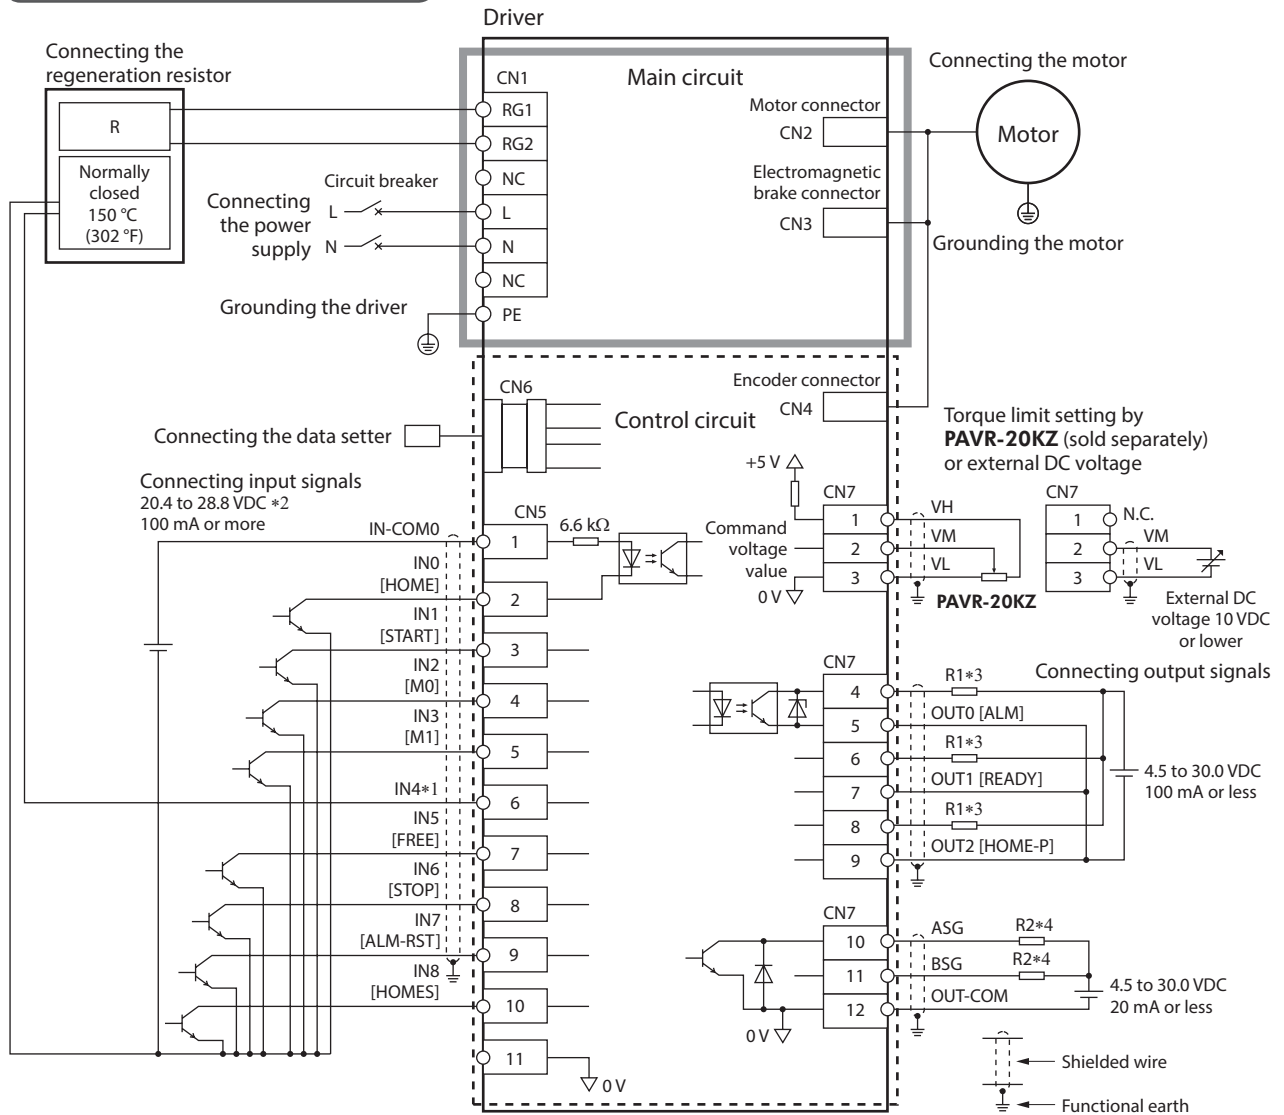 Driver
Connecting the
regeneration resistor
R
Normally
closed
150 °C
(302 °F)
Circuit breaker
Connecting
the power
supply
L
N
Grounding the driver
CN1
RG1
RG2
NC
L
N
NC
PE
Main circuit
Motor connector
CN2
Electromagnetic
brake connector
CN3
Connecting the motor
Motor
Grounding the motor
CN6
Control circuit
Encoder connector
CN4
Connecting the data setter
Connecting input signals
20.4 to 28.8 VDC *2
100 mA or more
CN5
6.6 kΩ
IN-COM0
1
IN0
[HOME]
2
IN1
[START]
3
IN2
[M0]
4
IN3
[M1]
5
IN4*1
6
IN5
[FREE]
7
IN6
[STOP]
8
IN7
[ALM-RST]
9
IN8
[HOMES]
10
11
0 V
Torque limit setting by
PAVR-20KZ (sold separately)
or external DC voltage
+5 V
Command
voltage
value
0 V
CN7
1
2
3
VH
VM
VL
PAVR-20KZ
CN7
1
2
3
N.C.
VM
VL
External DC
voltage 10 VDC
or lower
Connecting output signals
CN7
4
5
6
7
8
9
R1*3
OUT0 [ALM]
R1*3
OUT1 [READY]
R1*3
OUT2 [HOME-P]
4.5 to 30.0 VDC
100 mA or less
CN7
10
11
12
0 V
ASG
R2*4
BSG
R2*4
OUT-COM
4.5 to 30.0 VDC
20 mA or less
Shielded wire
Functional earth